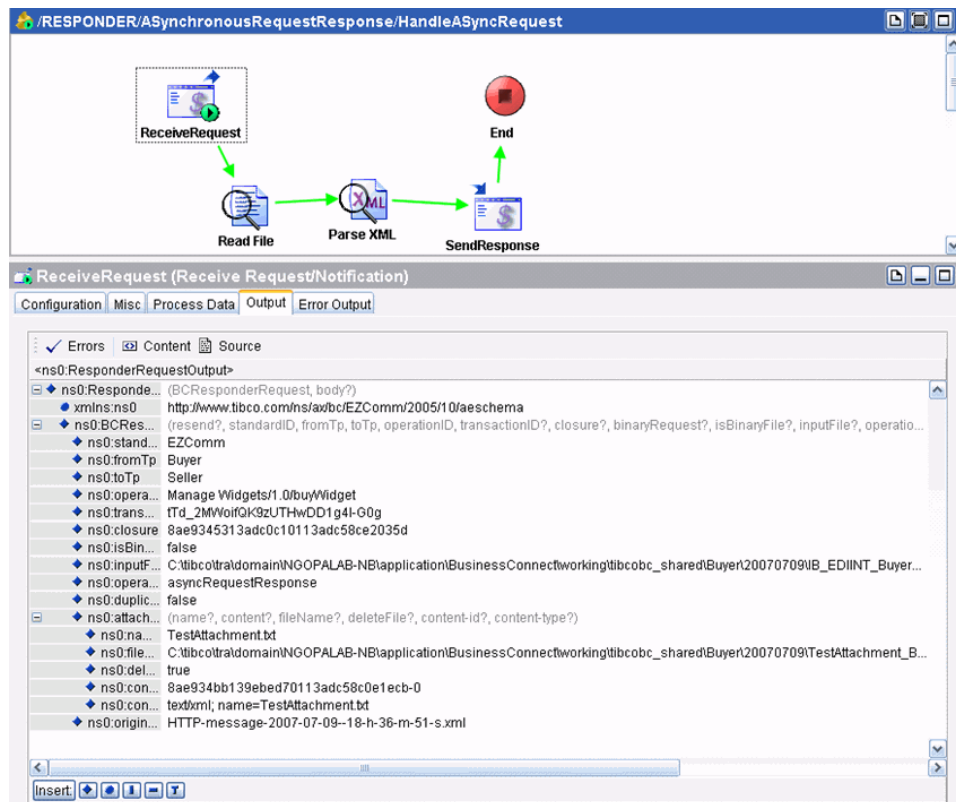 /RESPONDER/ASynchronousRequestResponse/HandleASyncRequest
ReceiveRequest
End
Read File
Parse XML
SendResponse
ReceiveRequest (Receive Request/Notification)
Configuration Misc Process Data Output Error Output
Errors Content Source
<ns0:ResponderRequestOutput>
ns0:Responde... (BCResponderRequest, body?)
xmlns:ns0 http://www.tibco.com/ns/ax/bc/EZComm/2005/10/aeschema
ns0:BCRes... (resend?, standardID, fromTp, toTp, operationID, transactionID?, closure?, binaryRequest?, isBinaryFile?, inputFile?, operatio...
ns0:stand... EZComm
ns0:fromTp Buyer
ns0:toTp Seller
ns0:opera... Manage Widgets/1.0/buyWidget
ns0:trans... tTd_2MWoifQK9zUTHwDD1g4I-G0g
ns0:closure 8ae9345313adc0c10113adc58ce2035d
ns0:isBin... false
ns0:inputF... C:\tibco\tra\domain\NGOPALAB-NB\application\BusinessConnect\working\tibcobc_shared\Buyer\20070709\IB_EDIINT_Buyer...
ns0:opera... asyncRequestResponse
ns0:duplic... false
ns0:attach... (name?, content?, fileName?, deleteFile?, content-id?, content-type?)
ns0:na... TestAttachment.txt
ns0:file... C:\tibco\tra\domain\NGOPALAB-NB\application\BusinessConnect\working\tibcobc_shared\Buyer\20070709\TestAttachment_B...
ns0:del... true
ns0:con... 8ae934bb139ebed70113adc58c0e1ecb-0
ns0:con... text/xml; name=TestAttachment.txt
ns0:origin... HTTP-message-2007-07-09--18-h-36-m-51-s.xml
Insert: